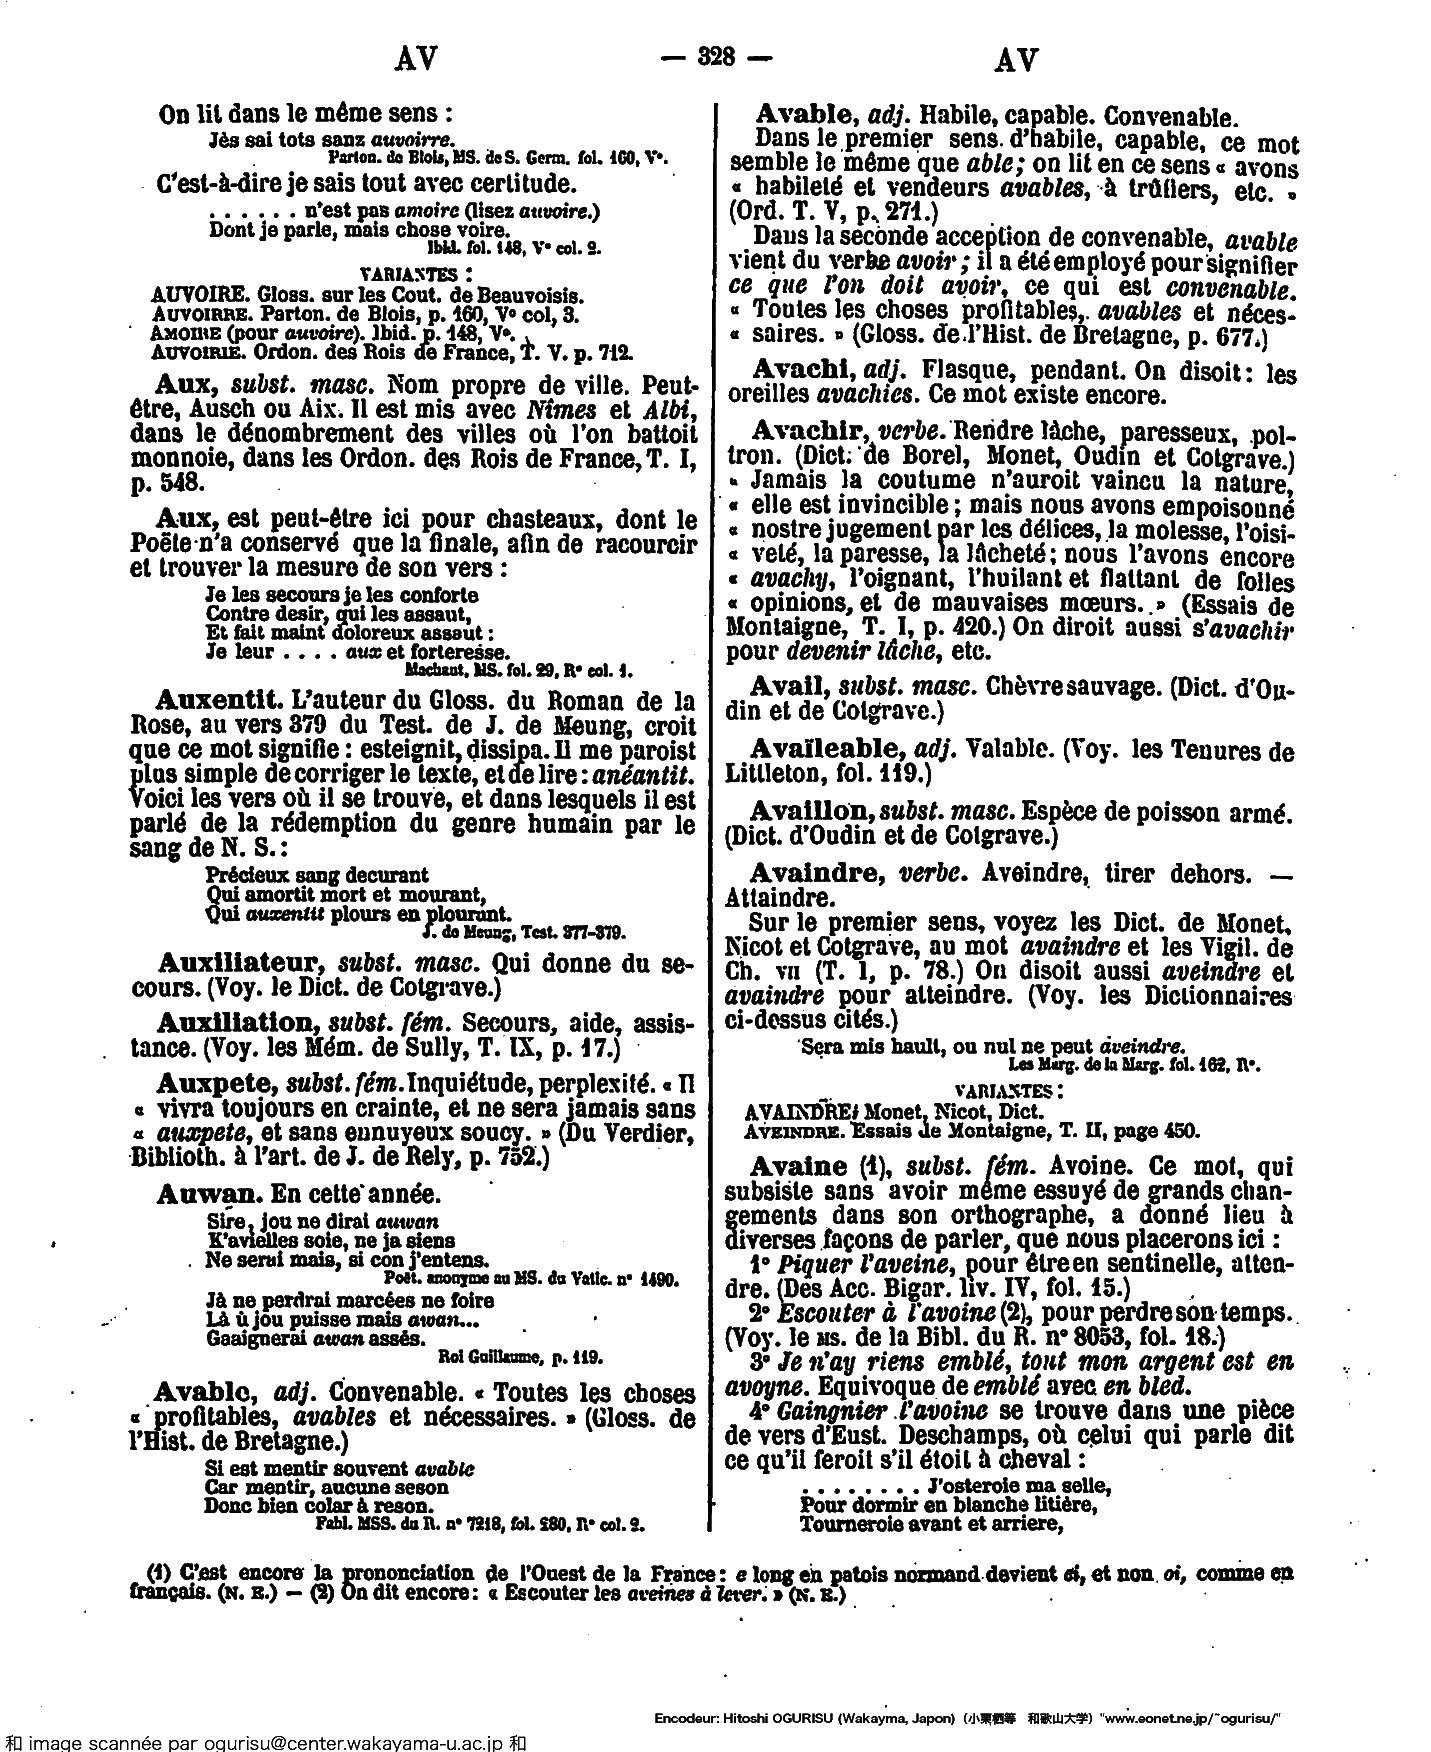 AV — 328 — AV
On lit dans le même sens :
Jès sai tots sanz auvoirre.
Parton. de Blois, MS. de S. Germ. fol. 160, V°.
C'est-à-dire je sais tout avec certitude.
. . . . . . n'est pas amoire (lisez auvoire.)
Dont je parle, mais chose voire.
Ibid. fol. 148, V° col. 2.
VARIANTES :
AUVOIRE. Gloss. sur les Cout. de Beauvoisis.
AUVOIRRE. Parton. de Blois, p. 160, V° col, 3.
AMOIRE (pour auvoire). Ibid. p. 148, V°.
AUVOIRIE. Ordon. des Rois de France, T. V. p. 712.
Aux, subst. masc. Nom propre de ville. Peut-
être, Ausch ou Aix. Il est mis avec Nîmes et Albi,
dans le dénombrement des villes où l'on battoit
monnoie, dans les Ordon. des Rois de France, T. I,
p. 548.
Aux, est peut-être ici pour chasteaux, dont le
Poëte n'a conservé que la finale, afin de racourcir
et trouver la mesure de son vers :
Je les secours je les conforte
Contre desir, qui les assaut,
Et fait maint doloreux assaut :
Je leur . . . . aux et forteresse.
Machaut, MS. fol. 29, R° col. 1.
Auxentit. L'auteur du Gloss. du Roman de la
Rose, au vers 379 du Test. de J. de Meung, croit
que ce mot signifie : esteignit, dissipa. Il me paroist
plus simple de corriger le texte, et de lire : anéantit.
Voici les vers où il se trouve, et dans lesquels il est
parlé de la rédemption du genre humain par le
sang de N. S. :
Précieux sang decurant
Qui amortit mort et mourant,
Qui auxentit plours en plourant.
J. de Meung, Test. 377-379.
Auxiliateur, subst. masc. Qui donne du se-
cours. (Voy. le Dict. de Cotgrave.)
Auxiliation, subst. fém. Secours, aide, assis-
tance. (Voy. les Mém. de Sully, T. IX, p. 17.)
Auxpete, subst. fém. Inquiétude, perplexité. « Il
« vivra toujours en crainte, et ne sera jamais sans
« auxpete, et sans ennuyeux soucy. » (Du Verdier,
Biblioth. à l'art. de J. de Rely, p. 752.)
Auwan. En cette année.
Sire, jou ne dirai auwan
K'avielles soie, ne ja siens
Ne serai mais, si con j'entens.
Poët. anonyme au MS. du Vatic. n° 1490.
Jà ne perdrai marcées ne foire
Là ù jou puisse mais awan...
Gaaignerai awan assés.
Roi Guillaume, p. 119.
Avable, adj. Convenable. « Toutes les choses
« profitables, avables et nécessaires. » (Gloss. de
l'Hist. de Bretagne.)
Si est mentir souvent avable
Car mentir, aucune seson
Donc bien colar à reson.
Fabl. MSS. du R. n° 7218, fol. 280, R° col. 2.
Avable, adj. Habile, capable. Convenable.
Dans le premier sens d'habile, capable, ce mot
semble le même que able ; on lit en ce sens « avons
« habileté et vendeurs avables, à trûliers, etc. »
(Ord. T. V, p. 271.)
Dans la seconde acception de convenable, avable
vient du verbe avoir ; il a été employé pour signifier
ce que l'on doit avoir, ce qui est convenable.
« Toutes les choses profitables, avables et néces-
« saires. » (Gloss. de l'Hist. de Bretagne, p. 677.)
Avachi, adj. Flasque, pendant. On disoit : les
oreilles avachies. Ce mot existe encore.
Avachir, verbe. Rendre lâche, paresseux, pol-
tron. (Dict. de Borel, Monet, Oudin et Cotgrave.)
« Jamais la coutume n'auroit vaincu la nature,
« elle est invincible ; mais nous avons empoisonné
« nostre jugement par les délices, la molesse, l'oisi-
« veté, la paresse, la lâcheté ; nous l'avons encore
« avachy, l'oignant, l'huilant et flattant de folles
« opinions, et de mauvaises mœurs. » (Essais de
Montaigne, T. I, p. 420.) On diroit aussi s'avachir
pour devenir lâche, etc.
Avail, subst. masc. Chèvre sauvage. (Dict. d'Ou-
din et de Cotgrave.)
Avaïleable, adj. Valable. (Voy. les Tenures de
Littleton, fol. 119.)
Availlon, subst. masc. Espèce de poisson armé.
(Dict. d'Oudin et de Cotgrave.)
Avaindre, verbe. Aveindre, tirer dehors. —
Attaindre.
Sur le premier sens, voyez les Dict. de Monet,
Nicot et Cotgrave, au mot avaindre et les Vigil. de
Ch. VII (T. I, p. 78.) On disoit aussi aveindre et
avaindre pour atteindre. (Voy. les Dictionnaires
ci-dessus cités.)
Sera mis hault, ou nul ne peut aveindre.
Les Marg. de la Marg. fol. 162, R°.
VARIANTES :
AVAINDRE. Monet, Nicot, Dict.
AVEINDRE. Essais de Montaigne, T. II, page 450.
Avaine (1), subst. fém. Avoine. Ce mot, qui
subsiste sans avoir même essuyé de grands chan-
gements dans son orthographe, a donné lieu à
diverses façons de parler, que nous placerons ici :
1° Piquer l'aveine, pour être en sentinelle, atten-
dre. (Des Acc. Bigar. liv. IV, fol. 15.)
2° Escouter à l'avoine (2), pour perdre son temps.
(Voy. le MS. de la Bibl. du R. n° 8053, fol. 18.)
3° Je n'ay riens emblé, tout mon argent est en
avoyne. Equivoque de emblé avec en bled.
4° Gaingnier l'avoine se trouve dans une pièce
de vers d'Eust. Deschamps, où celui qui parle dit
ce qu'il feroit s'il étoit à cheval :
. . . . . . . . J'osteroie ma selle,
Pour dormir en blanche litière,
Tourneroie avant et arriere,
(1) C'est encore la prononciation de l'Ouest de la France : e long en patois normand devient ei, et non oi, comme en
français. (N. E.) — (2) On dit encore : « Escouter les aveines à lever. » (N. E.)
Encodeur: Hitoshi OGURISU (Wakayma, Japon) (小栗栖等 和歌山大学) "www.eonet.ne.jp/~ogurisu/"
和 image scannée par ogurisu@center.wakayama-u.ac.jp 和